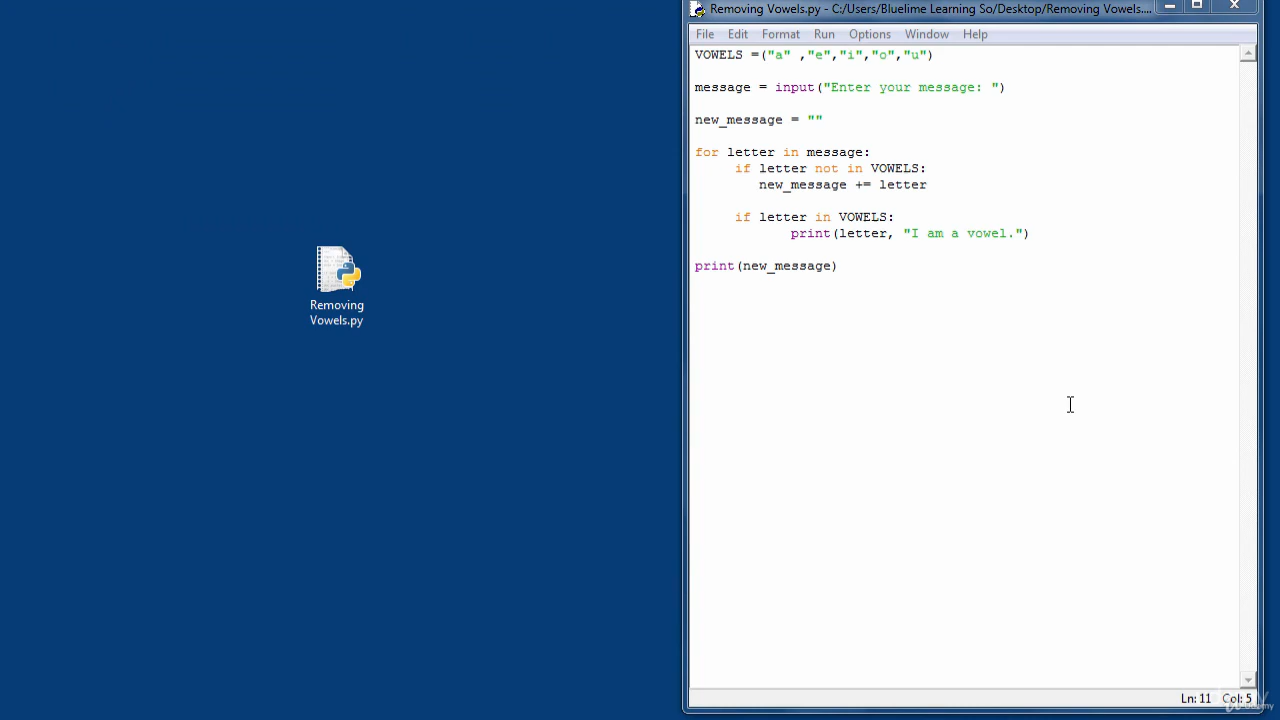 Removing Vowels.py - C:/Users/Bluelime Learning So/Desktop/Removing Vowels....
File Edit Format Run Options Window Help
VOWELS =("a" ,"e","i","o","u")
message = input("Enter your message: ")
new_message = ""
for letter in message:
if letter not in VOWELS:
new_message += letter
if letter in VOWELS:
print(letter, "I am a vowel.")
print(new_message)
Removing
Vowels.py
Ln: 11 Col: 5